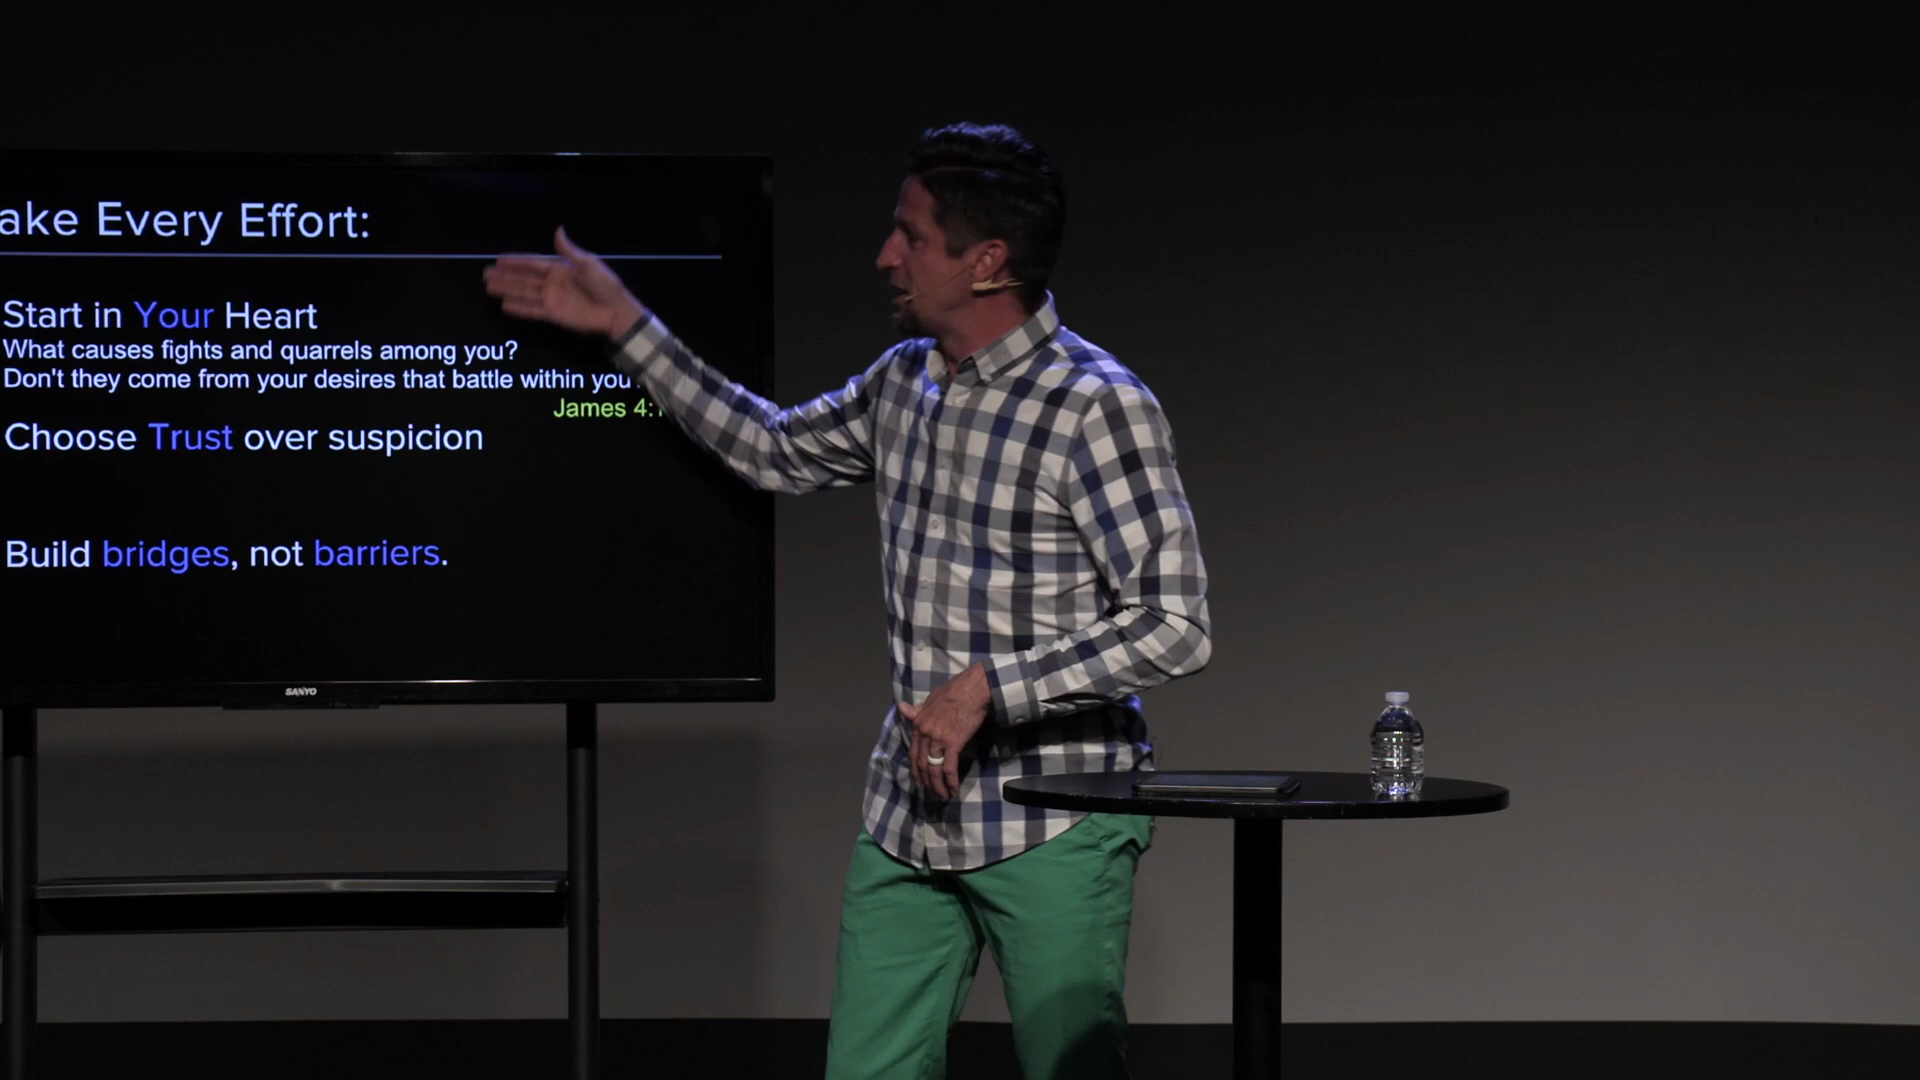 ake Every Effort:
Start in Your Heart
What causes fights and quarrels among you?
Don't they come from your desires that battle within you
James 4:1
Choose Trust over suspicion
Build bridges, not barriers.
SANYO